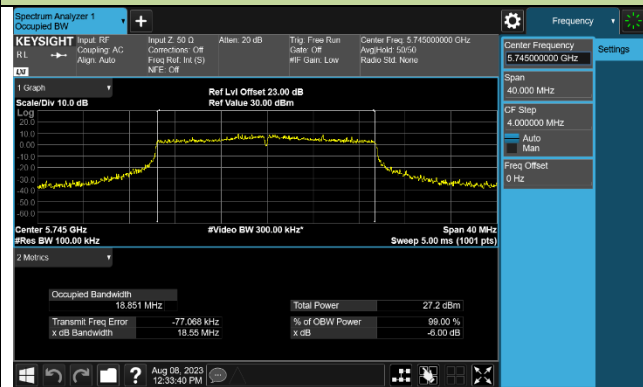 Spectrum Analyzer 1
Occupied BW
Frequency
KEYSIGHT
RL
LXI
Input: RF
Coupling: AC
Align: Auto
Input Z: 50 Ω
Corrections: Off
Freq Ref: Int (S)
NFE: Off
Atten: 20 dB
Trig: Free Run
Gate: Off
#IF Gain: Low
Center Freq: 5.745000000 GHz
Avg|Hold: 50/50
Radio Std: None
Center Frequency
5.745000000 GHz
Settings
Span
40.000 MHz
CF Step
4.000000 MHz
Auto
Man
Freq Offset
0 Hz
1 Graph
Scale/Div 10.0 dB
Ref Lvl Offset 23.00 dB
Ref Value 30.00 dBm
Log
20.0
10.0
0.00
-10.0
-20.0
-30.0
-40.0
-50.0
-60.0
Center 5.745 GHz
#Res BW 100.00 kHz
#Video BW 300.00 kHz*
Span 40 MHz
Sweep 5.00 ms (1001 pts)
2 Metrics
Occupied Bandwidth
18.851 MHz
Total Power 27.2 dBm
Transmit Freq Error -77.068 kHz
% of OBW Power 99.00 %
x dB Bandwidth 18.55 MHz
x dB -6.00 dB
?
Aug 08, 2023
12:33:40 PM